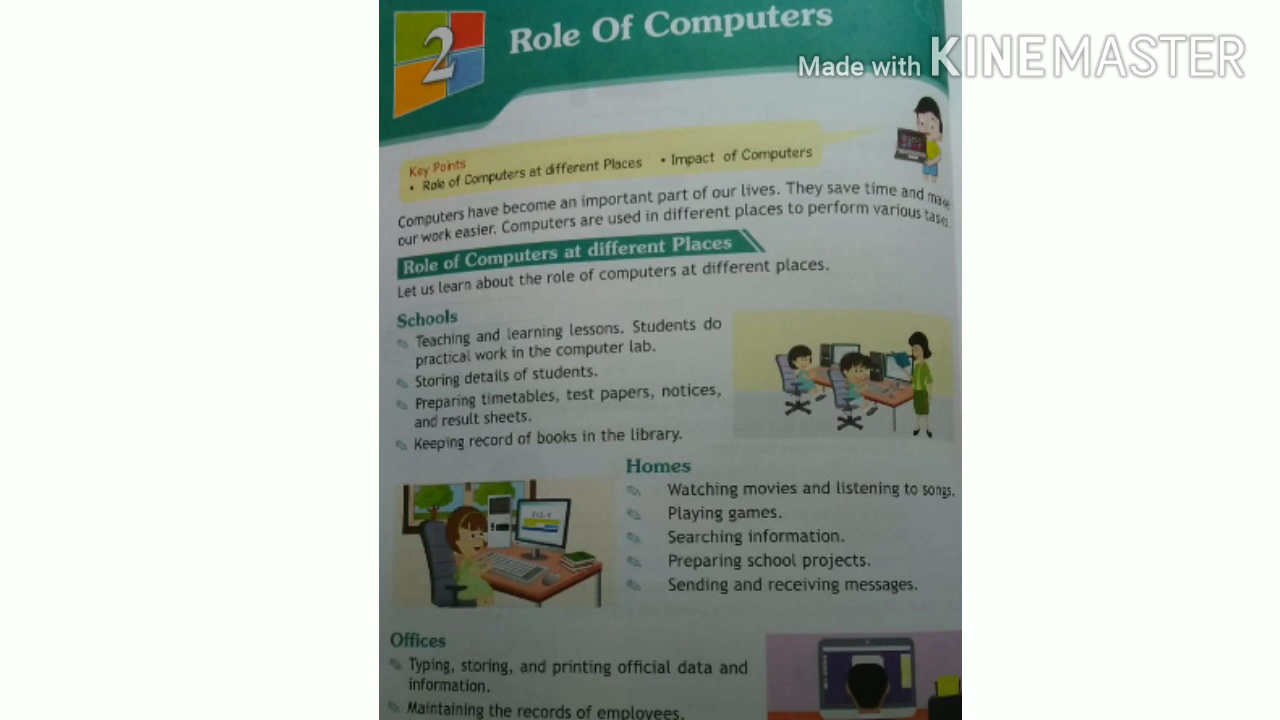 2
Role Of Computers
Made with KINEMASTER
Key Points
• Role of Computers at different Places • Impact of Computers
Computers have become an important part of our lives. They save time and make
our work easier. Computers are used in different places to perform various tasks
Role of Computers at different Places
Let us learn about the role of computers at different places.
Schools
Teaching and learning lessons. Students do
practical work in the computer lab.
Storing details of students.
Preparing timetables, test papers, notices,
and result sheets.
Keeping record of books in the library.
Homes
Watching movies and listening to songs.
Playing games.
Searching information.
Preparing school projects.
Sending and receiving messages.
Offices
Typing, storing, and printing official data and
information.
Maintaining the records of employees.